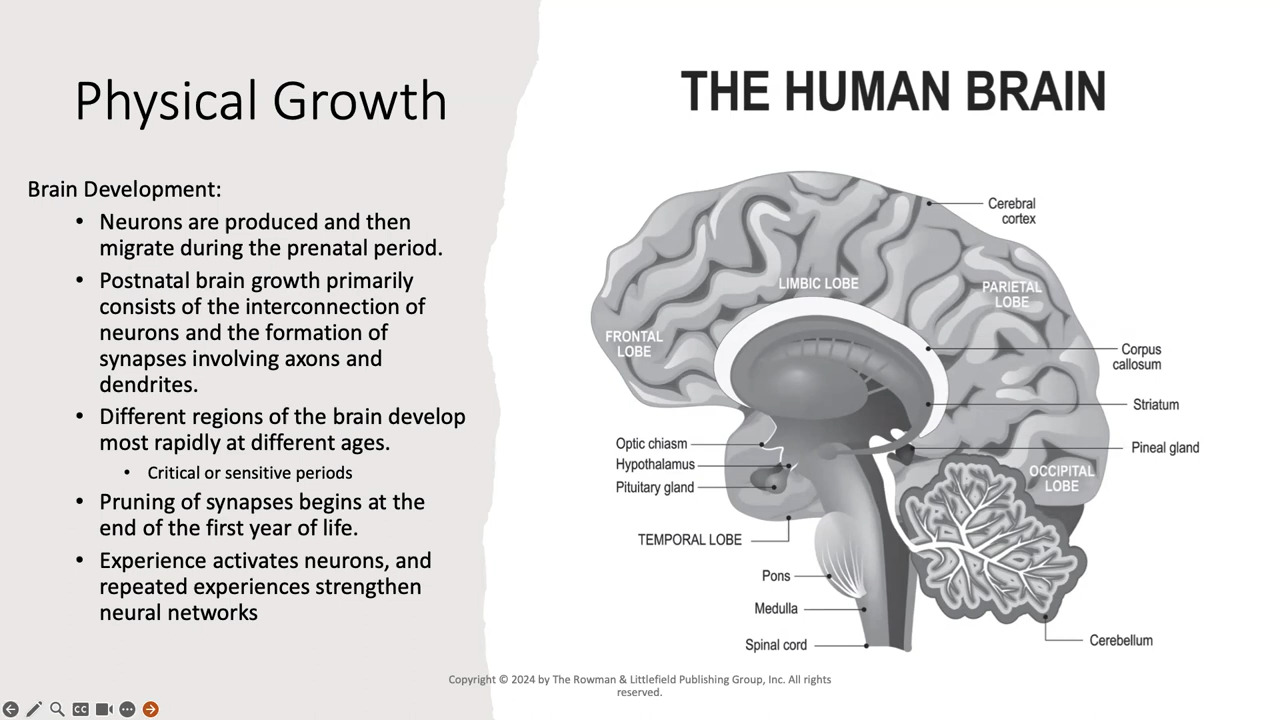 Physical Growth
Brain Development:
• Neurons are produced and then
migrate during the prenatal period.
• Postnatal brain growth primarily
consists of the interconnection of
neurons and the formation of
synapses involving axons and
dendrites.
• Different regions of the brain develop
most rapidly at different ages.
• Critical or sensitive periods
• Pruning of synapses begins at the
end of the first year of life.
• Experience activates neurons, and
repeated experiences strengthen
neural networks
THE HUMAN BRAIN
Cerebral
cortex
LIMBIC LOBE
PARIETAL
LOBE
FRONTAL
LOBE
Corpus
callosum
Striatum
Optic chiasm
Pineal gland
Hypothalamus
Pituitary gland
OCCIPITAL
LOBE
TEMPORAL LOBE
Pons
Medulla
Spinal cord
Cerebellum
Copyright © 2024 by The Rowman & Littlefield Publishing Group, Inc. All rights
reserved.
CC